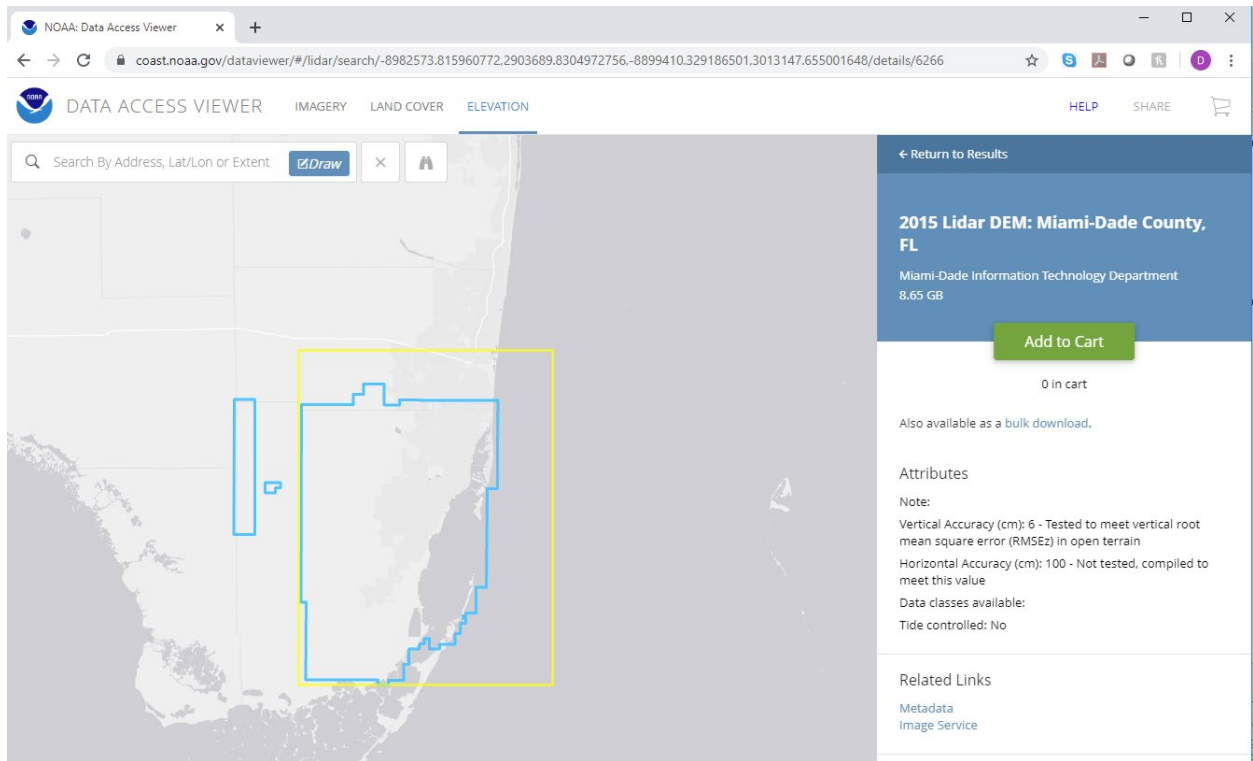 NOAA: Data Access Viewer
coast.noaa.gov/dataviewer/#/lidar/search/-8982573.815960772,2903689.8304972756,-8899410.329186501,3013147.655001648/details/6266
D
NOAA
DATA ACCESS VIEWER IMAGERY LAND COVER ELEVATION HELP SHARE
Search By Address, Lat/Lon or Extent Draw
← Return to Results
2015 Lidar DEM: Miami-Dade County,
FL
Miami-Dade Information Technology Department
8.65 GB
Add to Cart
0 in cart
Also available as a bulk download.
Attributes
Note:
Vertical Accuracy (cm): 6 - Tested to meet vertical root
mean square error (RMSEz) in open terrain
Horizontal Accuracy (cm): 100 - Not tested, compiled to
meet this value
Data classes available:
Tide controlled: No
Related Links
Metadata
Image Service